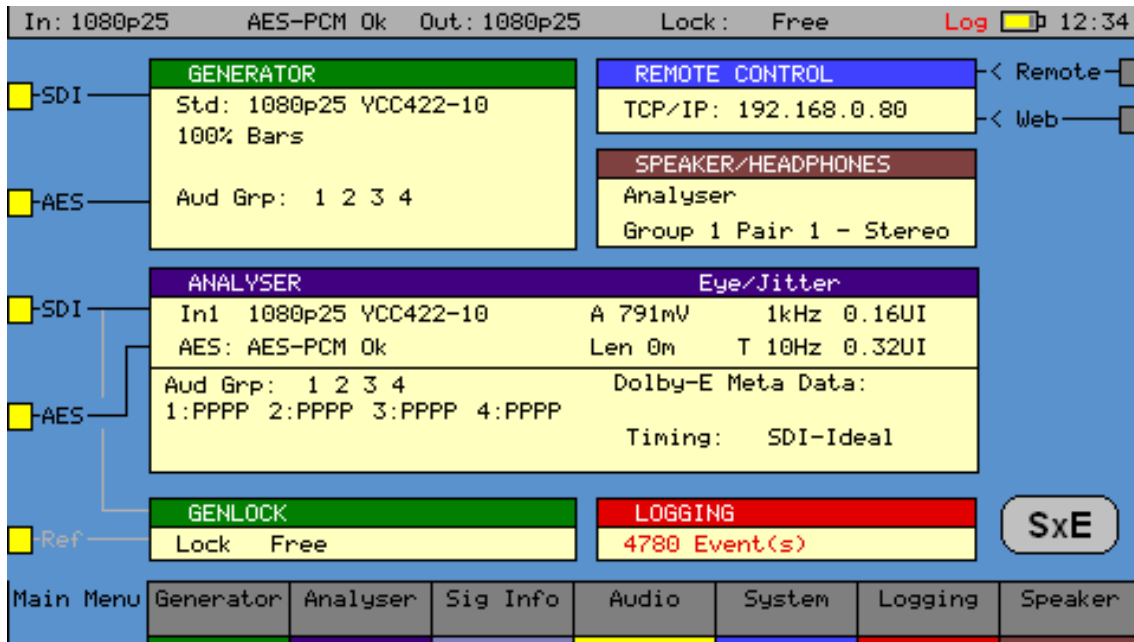 In: 1080p25 AES-PCM Ok Out: 1080p25 Lock: Free Log 12:34
GENERATOR
Std: 1080p25 YCC422-10
100% Bars
Aud Grp: 1 2 3 4
REMOTE CONTROL
TCP/IP: 192.168.0.80
< Remote
< Web
SPEAKER/HEADPHONES
Analyser
Group 1 Pair 1 - Stereo
SDI
AES
ANALYSER Eye/Jitter
In1 1080p25 YCC422-10 A 791mV 1kHz 0.16UI
AES: AES-PCM Ok Len 0m T 10Hz 0.32UI
Aud Grp: 1 2 3 4 Dolby-E Meta Data:
1:PPPP 2:PPPP 3:PPPP 4:PPPP
Timing: SDI-Ideal
SDI
AES
GENLOCK
Lock Free
Ref
LOGGING
4780 Event(s)
SxE
Main Menu Generator Analyser Sig Info Audio System Logging Speaker